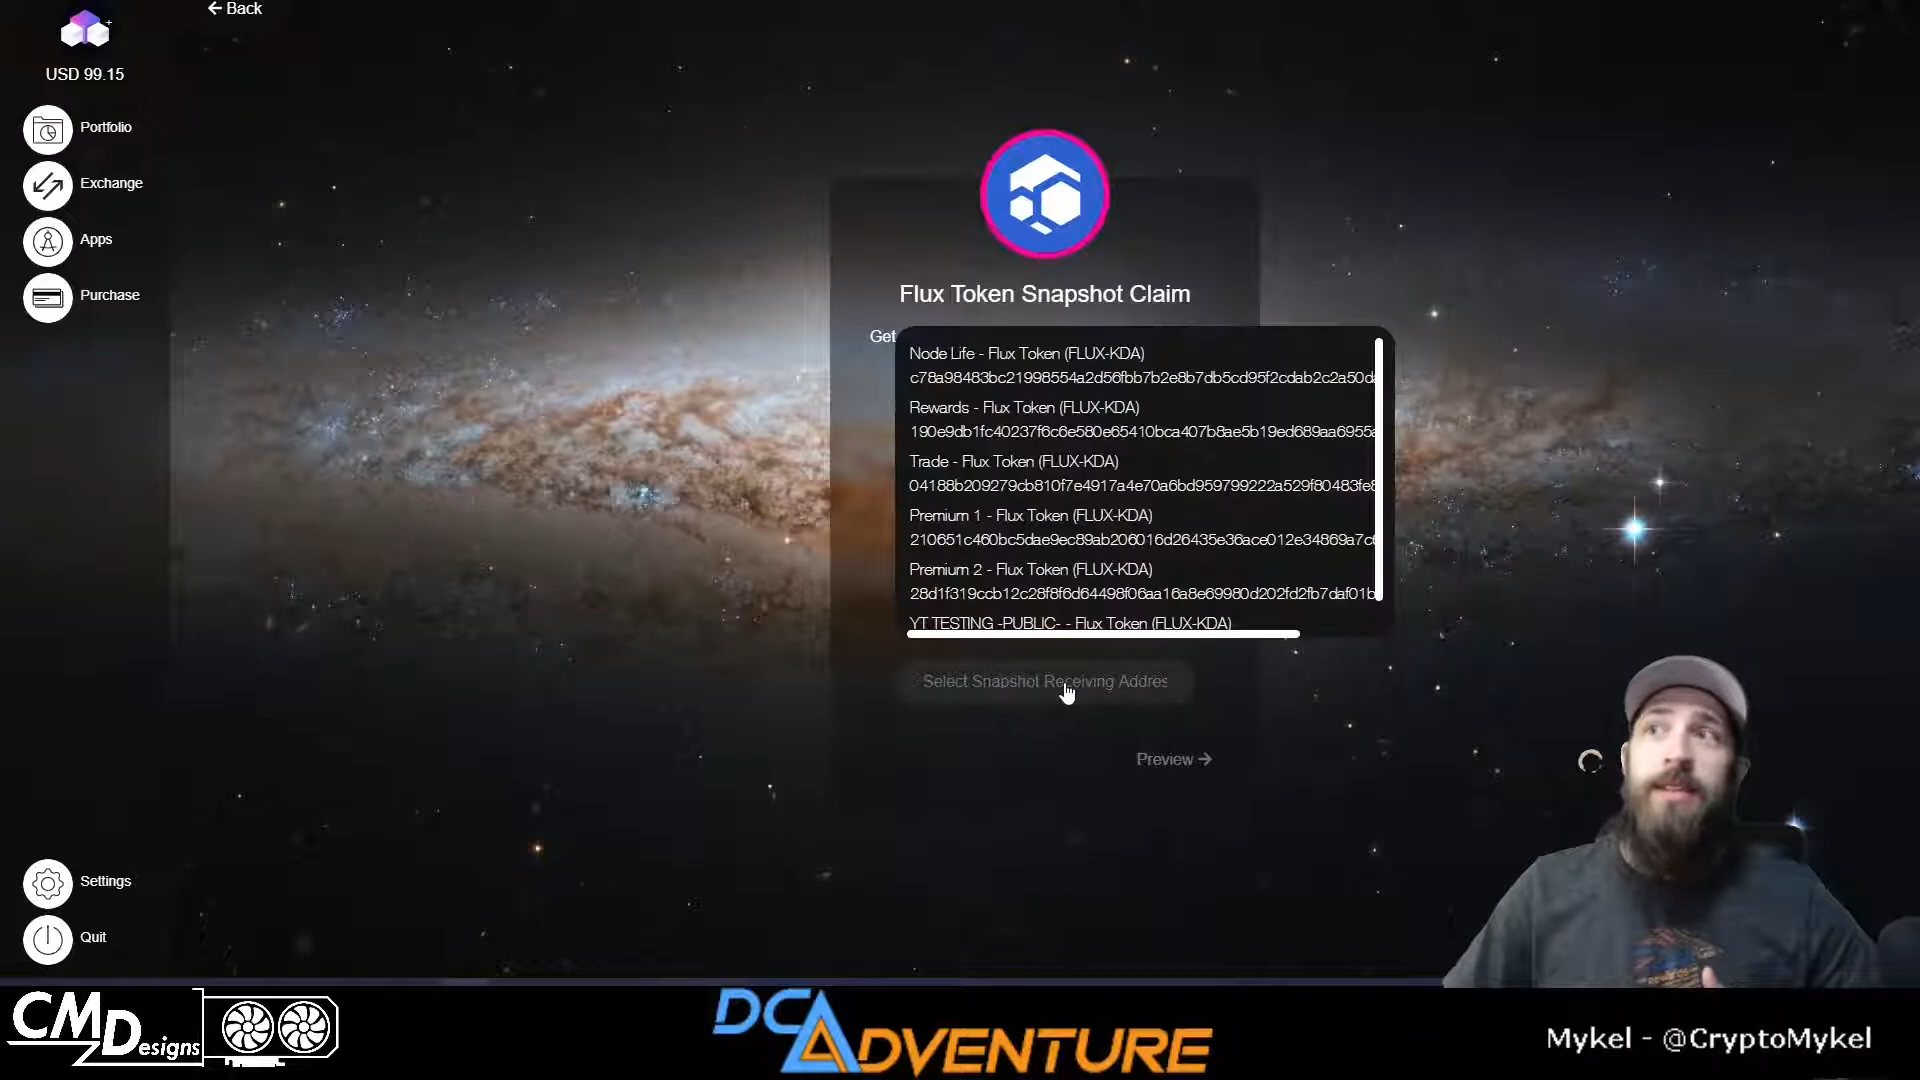 Back
USD 99.15
Portfolio
Exchange
Apps
Purchase
Flux Token Snapshot Claim
Get
Node Life - Flux Token (FLUX-KDA)
c78a98483bc21998554a2d56fbb7b2e8b7db5cd95f2cdab2c2a50d
Rewards - Flux Token (FLUX-KDA)
190e9db1fc40237f6c6e580e65410bca407b8ae5b19ed689aa6955
Trade - Flux Token (FLUX-KDA)
04188b209279cb810f7e4917a4e70a6bd959799222a529f80483fe
Premium 1 - Flux Token (FLUX-KDA)
210651c460bc5dae9ec89ab206016d26435e36ace012e34869a7c
Premium 2 - Flux Token (FLUX-KDA)
28d1f319ccb12c28f8f6d64498f06aa16a8e69980d202fd2fb7daf01b
YT TESTING -PUBLIC- - Flux Token (FLUX-KDA)
Select Snapshot Receiving Addres
Preview
Settings
Quit
CMDesigns
DCADVENTURE
Mykel - @CryptoMykel